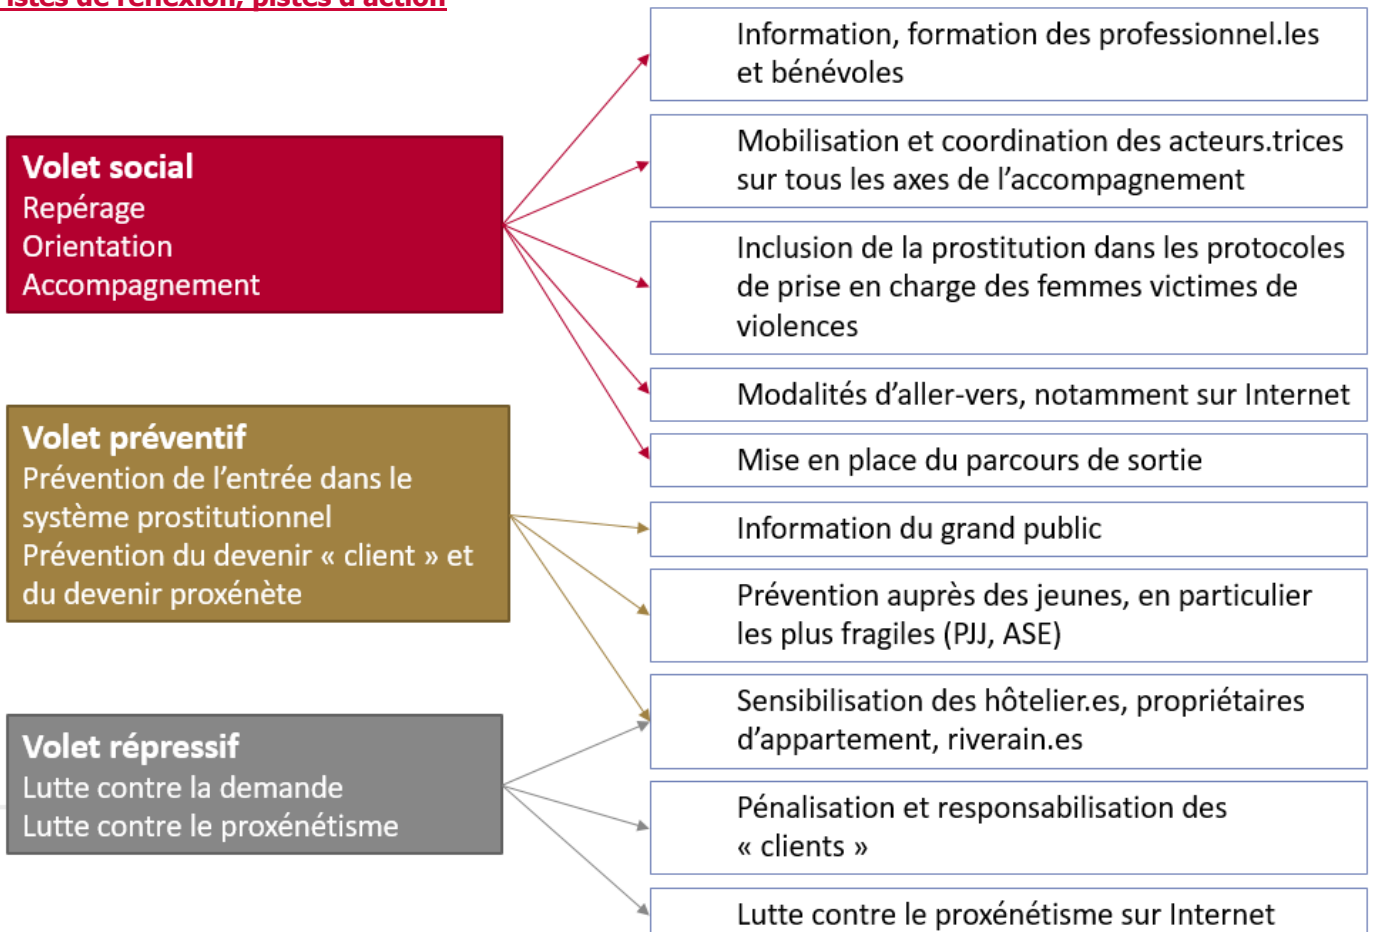 istes de réflexion, pistes d'action
Volet social
Repérage
Orientation
Accompagnement
Volet préventif
Prévention de l'entrée dans le
système prostitutionnel
Prévention du devenir « client » et
du devenir proxénète
Volet répressif
Lutte contre la demande
Lutte contre le proxénétisme
Information, formation des professionnel.les
et bénévoles
Mobilisation et coordination des acteurs.trices
sur tous les axes de l'accompagnement
Inclusion de la prostitution dans les protocoles
de prise en charge des femmes victimes de
violences
Modalités d'aller-vers, notamment sur Internet
Mise en place du parcours de sortie
Information du grand public
Prévention auprès des jeunes, en particulier
les plus fragiles (PJJ, ASE)
Sensibilisation des hôtelier.es, propriétaires
d'appartement, riverain.es
Pénalisation et responsabilisation des
« clients »
Lutte contre le proxénétisme sur Internet